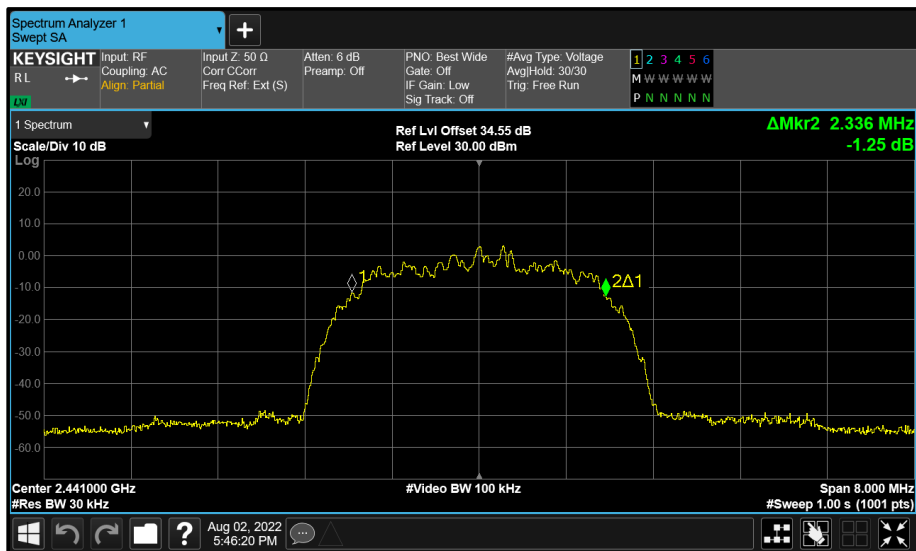 Spectrum Analyzer 1
Swept SA
KEYSIGHT
R L
LXI
Input: RF
Coupling: AC
Align: Partial
Input Z: 50 Ω
Corr CCorr
Freq Ref: Ext (S)
Atten: 6 dB
Preamp: Off
PNO: Best Wide
Gate: Off
IF Gain: Low
Sig Track: Off
#Avg Type: Voltage
Avg|Hold: 30/30
Trig: Free Run
1 2 3 4 5 6
M W W W W W
P N N N N N
1 Spectrum
Scale/Div 10 dB
Ref Lvl Offset 34.55 dB
Ref Level 30.00 dBm
ΔMkr2 2.336 MHz
-1.25 dB
Log
20.0
10.0
0.00
-10.0
-20.0
-30.0
-40.0
-50.0
-60.0
1
2Δ1
Center 2.441000 GHz
#Video BW 100 kHz
Span 8.000 MHz
#Res BW 30 kHz
#Sweep 1.00 s (1001 pts)
?
Aug 02, 2022
5:46:20 PM